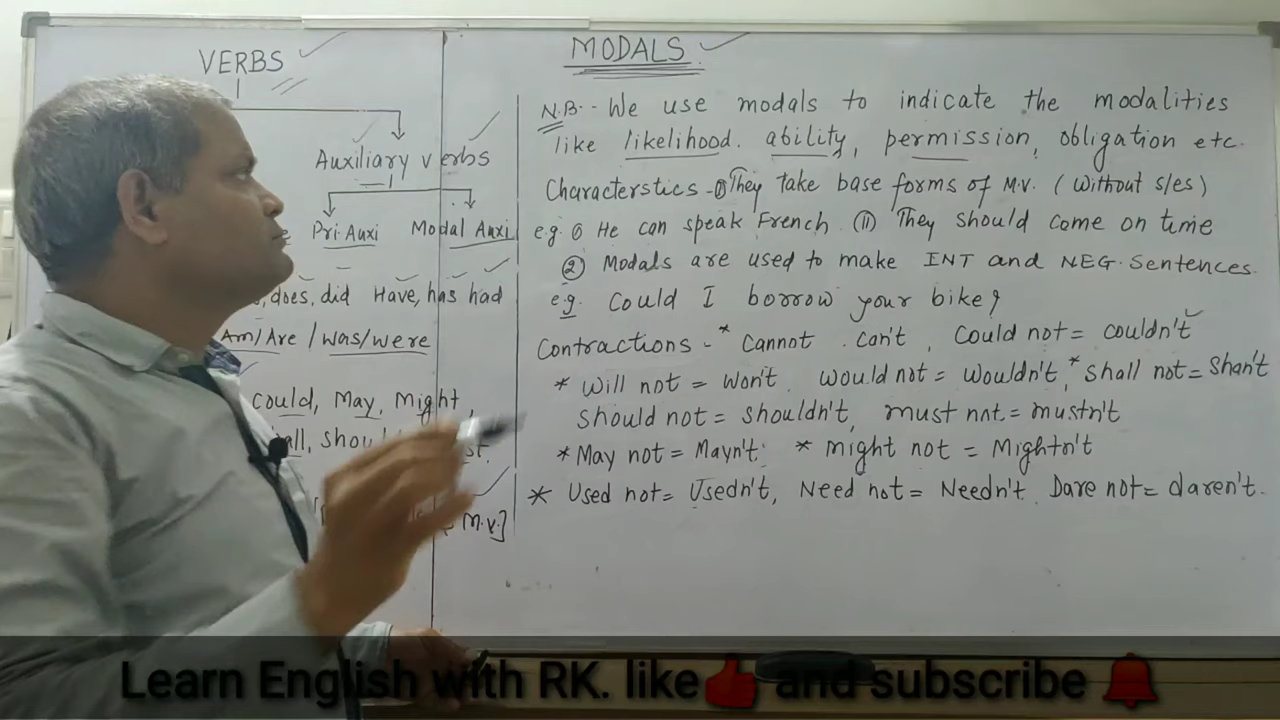 VERBS
Auxiliary verbs
Pri Auxi Modal Auxi
does, did Have, has had
Am/Are / was/were
could, May, Might,
MODALS
N.B.- We use modals to indicate the modalities
like likelihood. ability, permission, obligation etc.
Characterstics - ① They take base forms of M.V. (without s/es)
e.g. ① He can speak French. (ii) They should come on time
② Modals are used to make INT and NEG. Sentences.
e.g. Could I borrow your bike?
Contractions - * Cannot . can't, Could not = couldn't
* Will not = Won't. would not = Wouldn't, * Shall not = Shan't
Should not = shouldn't, must not = mustn't
* May not = Mayn't. * might not = Mightn't
* Used not = Usedn't, Need not = Needn't. Dare not = daren't.
M.V.]
Learn English with RK. like👍 and subscribe 🔔